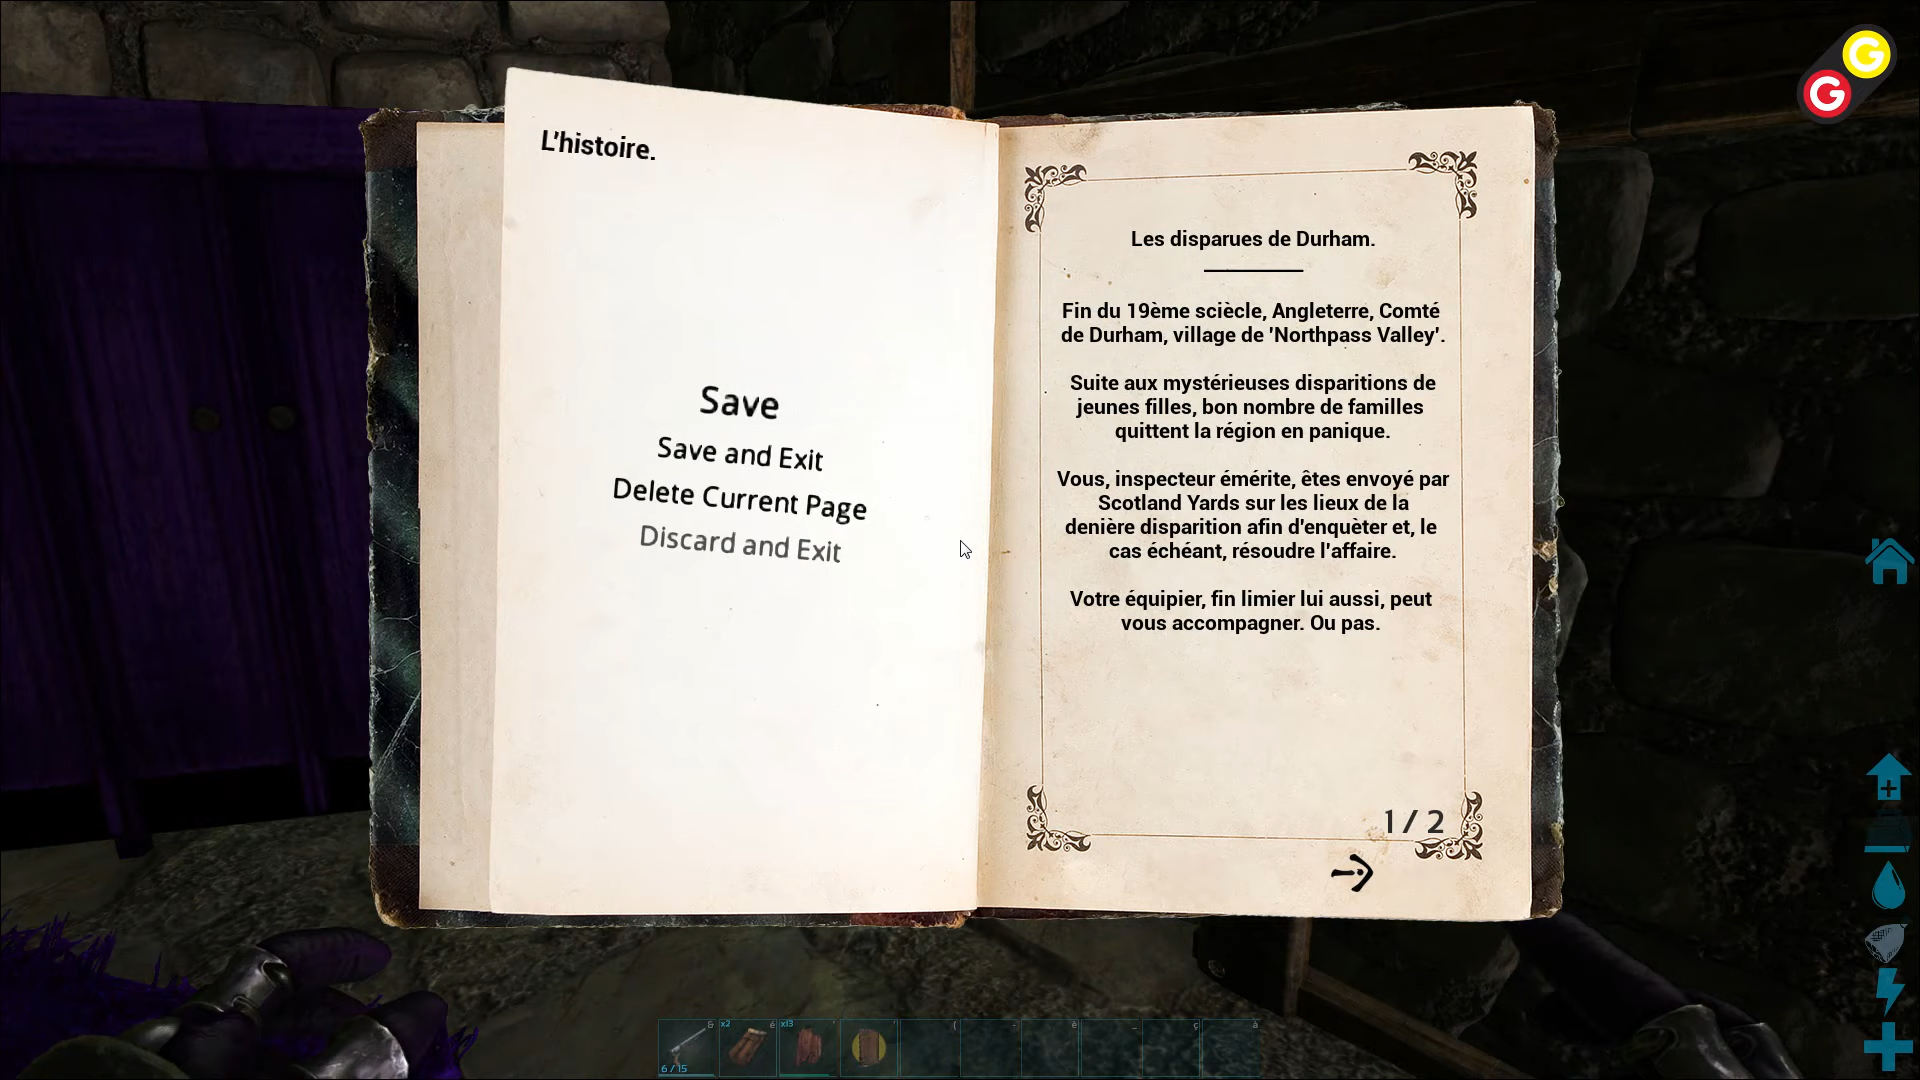 L'histoire.
Save
Save and Exit
Delete Current Page
Discard and Exit
Les disparues de Durham.
Fin du 19ème sciècle, Angleterre, Comté
de Durham, village de 'Northpass Valley'.
Suite aux mystérieuses disparitions de
jeunes filles, bon nombre de familles
quittent la région en panique.
Vous, inspecteur émérite, êtes envoyé par
Scotland Yards sur les lieux de la
denière disparition afin d'enquèter et, le
cas échéant, résoudre l'affaire.
Votre équipier, fin limier lui aussi, peut
vous accompagner. Ou pas.
1 / 2
G
G
& x2 é x13 " ' ( - è _ ç à
6 / 15